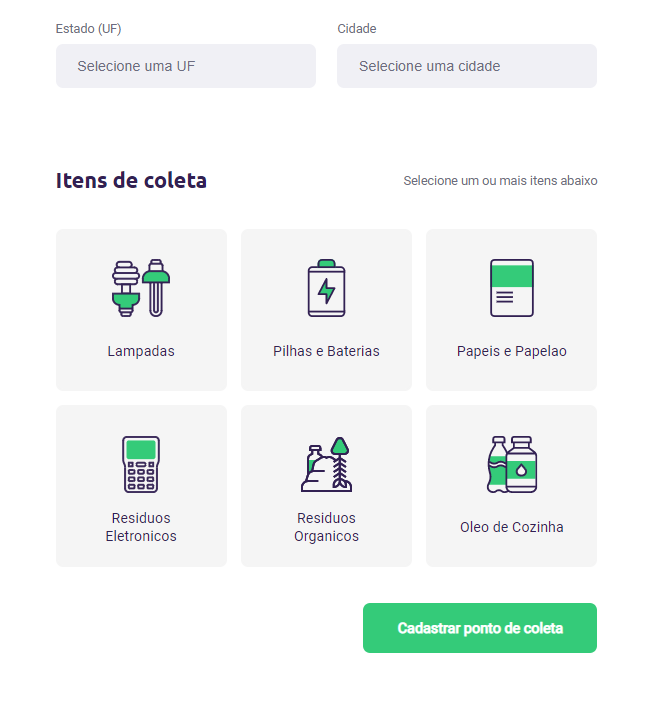 Estado (UF)
Cidade
Selecione uma UF
Selecione uma cidade
Itens de coleta
Selecione um ou mais itens abaixo
Lampadas
Pilhas e Baterias
Papeis e Papelao
Residuos
Eletronicos
Residuos
Organicos
Oleo de Cozinha
Cadastrar ponto de coleta